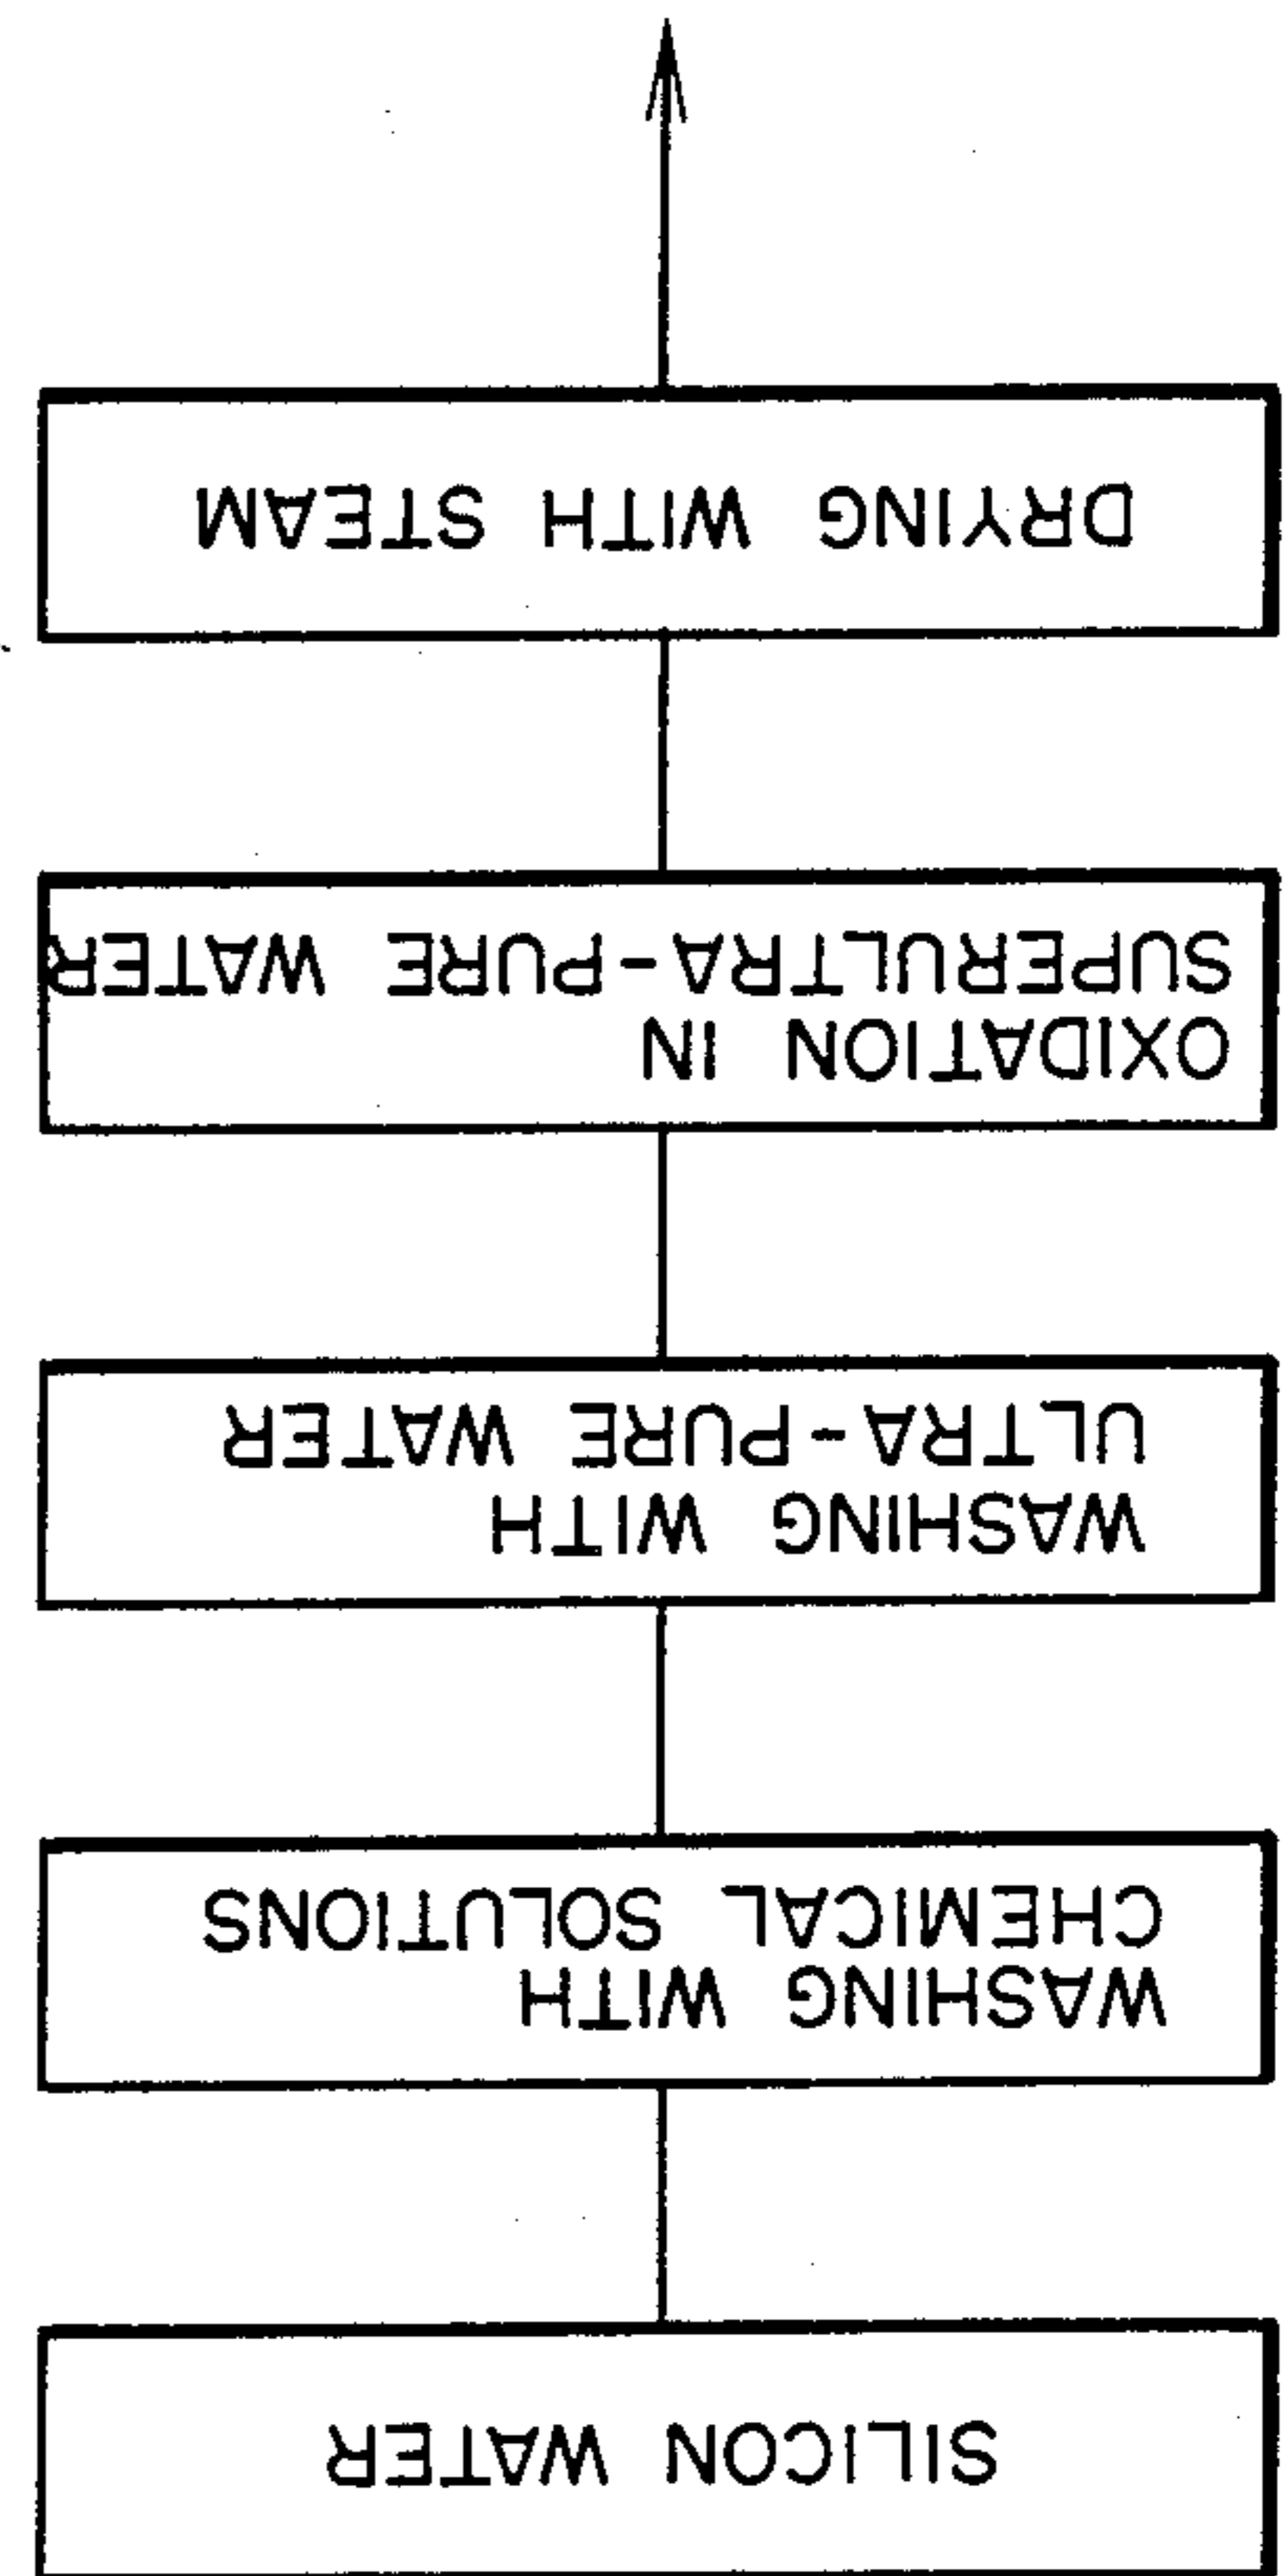 SILICON WATER
WASHING WITH
CHEMICAL SOLUTIONS
WASHING WITH
ULTRA-PURE WATER
OXIDATION IN
SUPERULTRA-PURE WATER
DRYING WITH STEAM